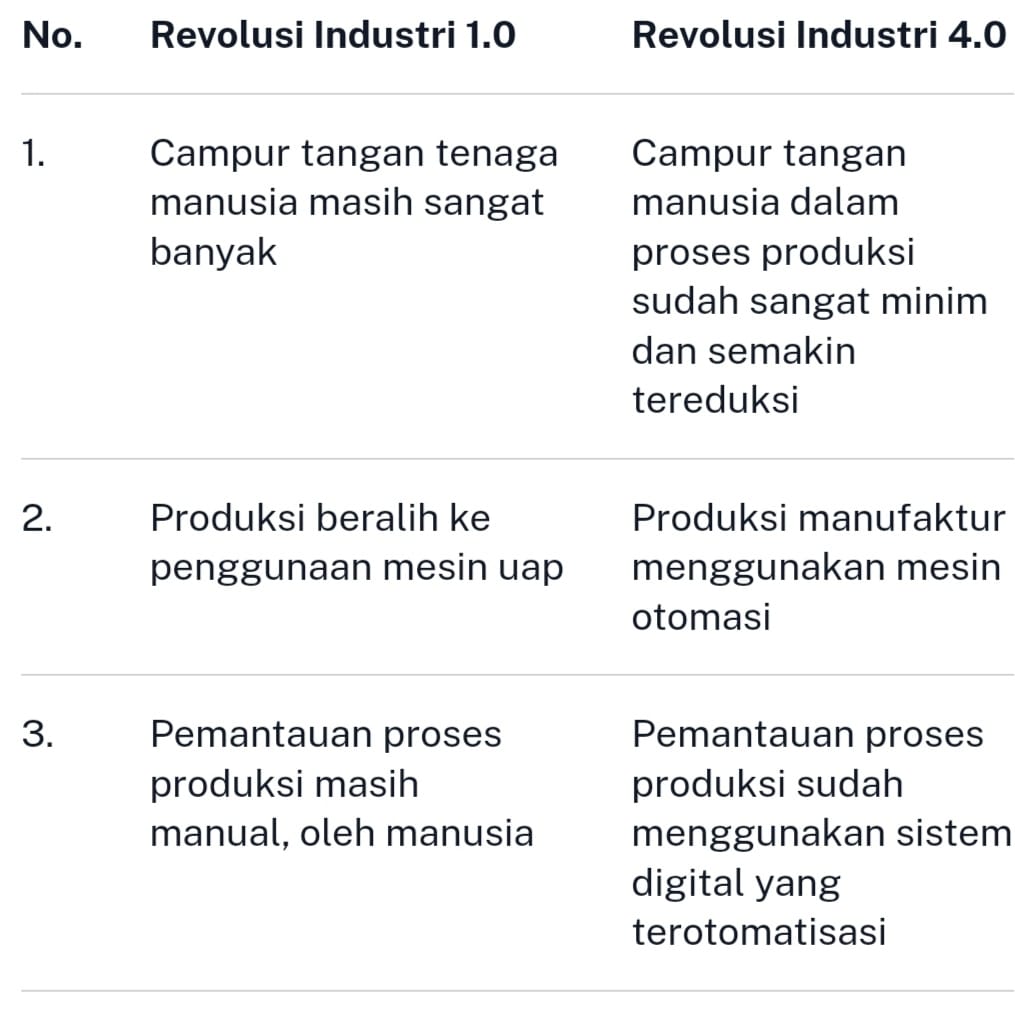 No. Revolusi Industri 1.0 Revolusi Industri 4.0
1. Campur tangan tenaga Campur tangan
manusia masih sangat manusia dalam
banyak proses produksi
sudah sangat minim
dan semakin
tereduksi
2. Produksi beralih ke Produksi manufaktur
penggunaan mesin uap menggunakan mesin
otomasi
3. Pemantauan proses Pemantauan proses
produksi masih produksi sudah
manual, oleh manusia menggunakan sistem
digital yang
terotomatisasi